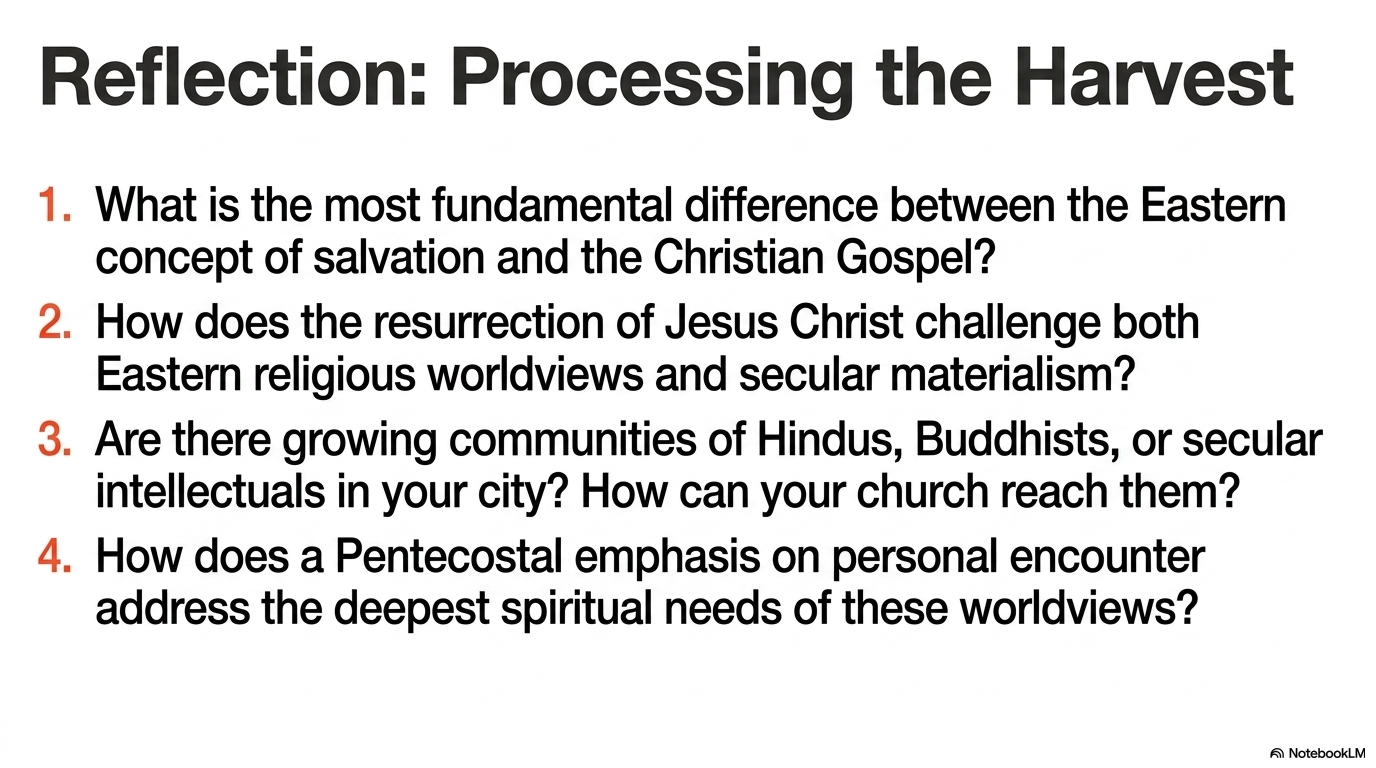 Reflection: Processing the Harvest
1. What is the most fundamental difference between the Eastern
concept of salvation and the Christian Gospel?
2. How does the resurrection of Jesus Christ challenge both
Eastern religious worldviews and secular materialism?
3. Are there growing communities of Hindus, Buddhists, or secular
intellectuals in your city? How can your church reach them?
4. How does a Pentecostal emphasis on personal encounter
address the deepest spiritual needs of these worldviews?
NotebookLM